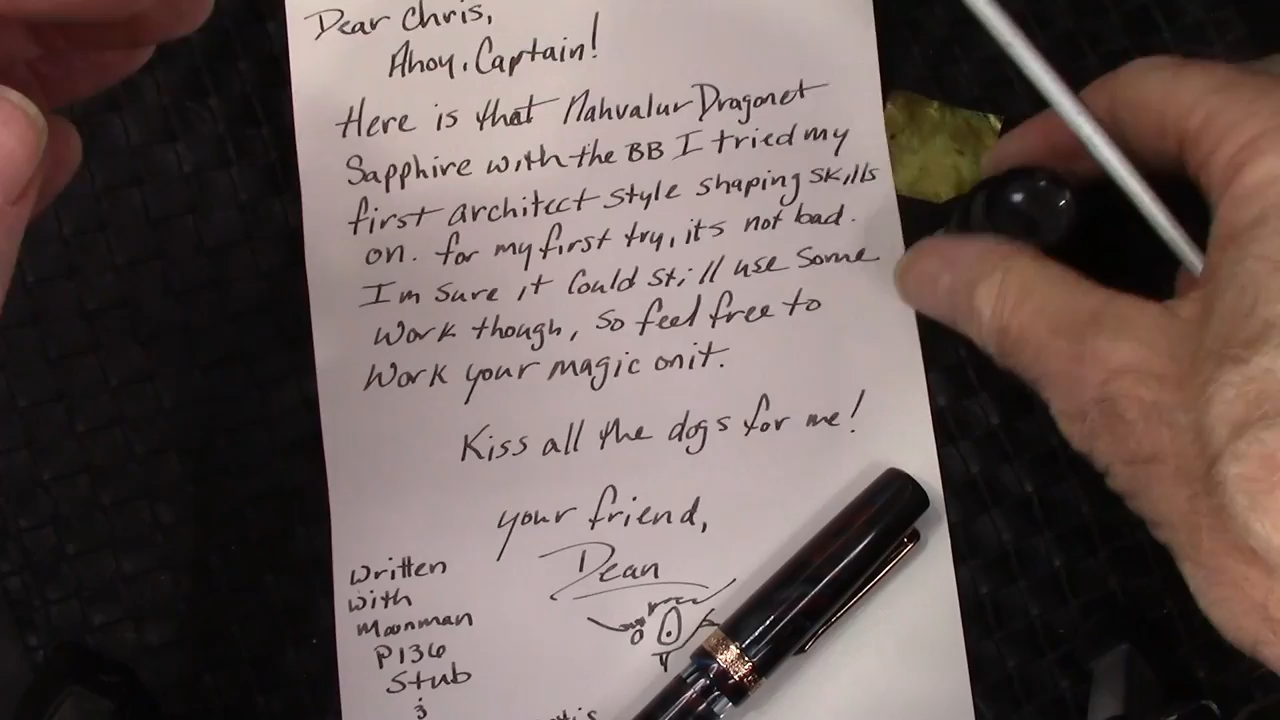 Dear Chris,
Ahoy, Captain!
Here is that Nahvalur Dragonet
Sapphire with the BB I tried my
first architect style shaping skills
on. for my first try, its not bad.
Im sure it Could still use some
work though, so feel free to
work your magic on it.
Kiss all the dogs for me!
your friend,
Dean
written
with
Moonman
P136
Stub